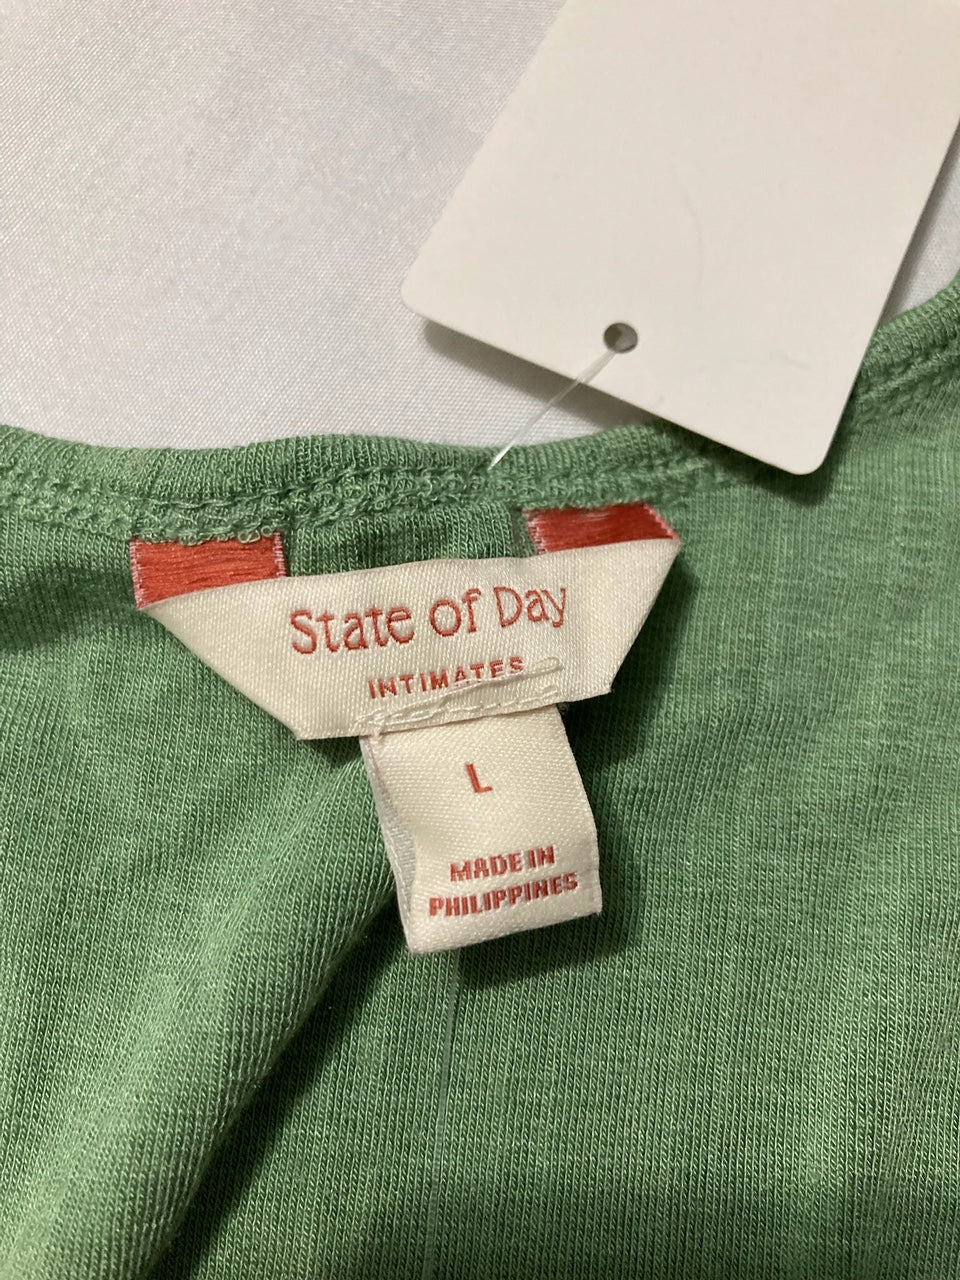 State of Day
INTIMATES
L
MADE IN
PHILIPPINES